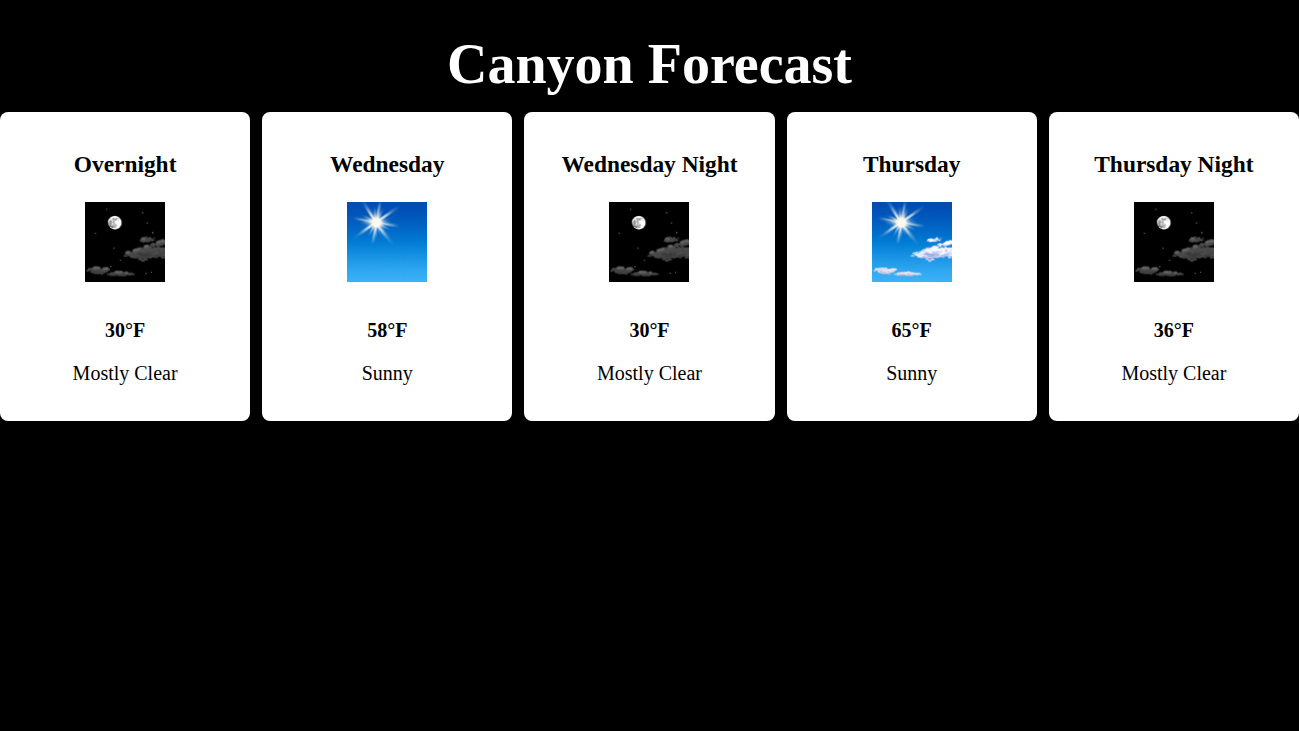 Canyon Forecast
Overnight
30°F
Mostly Clear
Wednesday
58°F
Sunny
Wednesday Night
30°F
Mostly Clear
Thursday
65°F
Sunny
Thursday Night
36°F
Mostly Clear